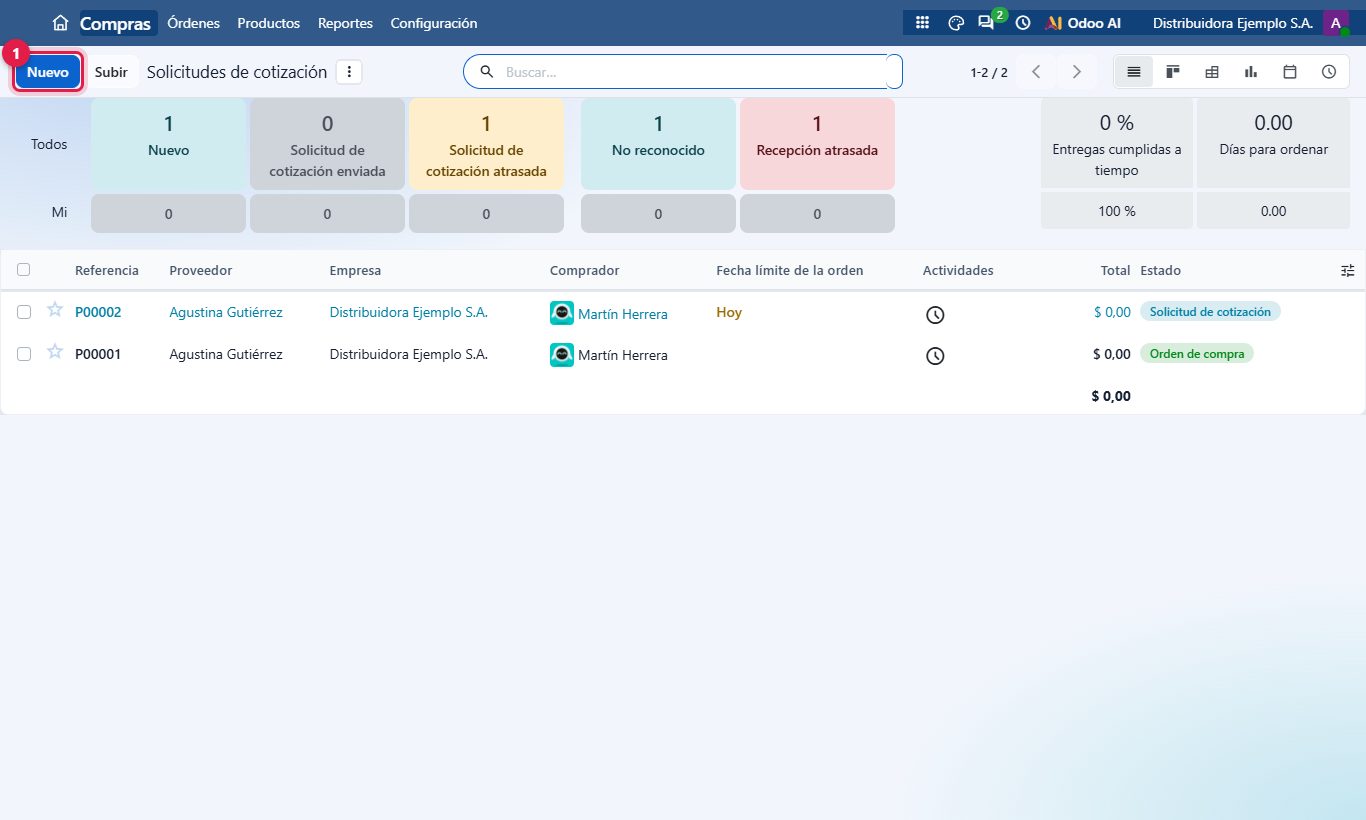 Compras Órdenes Productos Reportes Configuración 2 Odoo AI Distribuidora Ejemplo S.A. A
1
Nuevo Subir Solicitudes de cotización Buscar... 1-2 / 2
Todos
1
Nuevo
0
Solicitud de
cotización enviada
1
Solicitud de
cotización atrasada
1
No reconocido
1
Recepción atrasada
0 %
Entregas cumplidas a
tiempo
0.00
Días para ordenar
Mi 0 0 0 0 0 100 % 0.00
Referencia Proveedor Empresa Comprador Fecha límite de la orden Actividades Total Estado
P00002 Agustina Gutiérrez Distribuidora Ejemplo S.A. Martín Herrera Hoy $ 0,00 Solicitud de cotización
P00001 Agustina Gutiérrez Distribuidora Ejemplo S.A. Martín Herrera $ 0,00 Orden de compra
$ 0,00